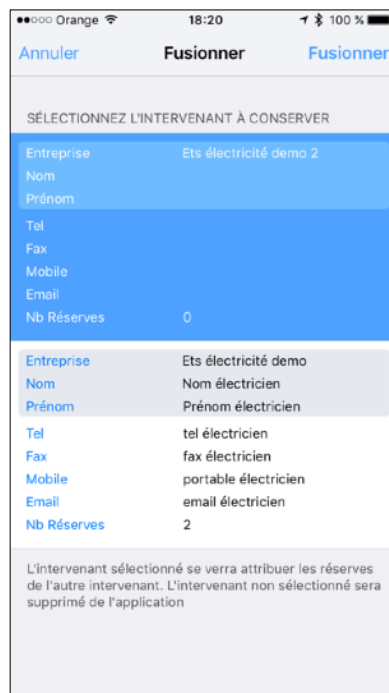 Orange 18:20 100 %
Annuler Fusionner Fusionner
SÉLECTIONNEZ L'INTERVENANT À CONSERVER
Entreprise Ets électricité demo 2
Nom
Prénom
Tel
Fax
Mobile
Email
Nb Réserves 0
Entreprise Ets électricité demo
Nom Nom électricien
Prénom Prénom électricien
Tel tel électricien
Fax fax électricien
Mobile portable électricien
Email email électricien
Nb Réserves 2
L'intervenant sélectionné se verra attribuer les réserves
de l'autre intervenant. L'intervenant non sélectionné sera
supprimé de l'application